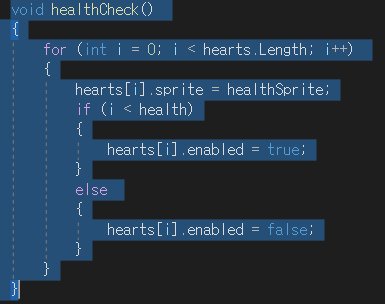 void healthCheck()
{
for (int i = 0; i < hearts.Length; i++)
{
hearts[i].sprite = healthSprite;
if (i < health)
{
hearts[i].enabled = true;
}
else
{
hearts[i].enabled = false;
}
}
}